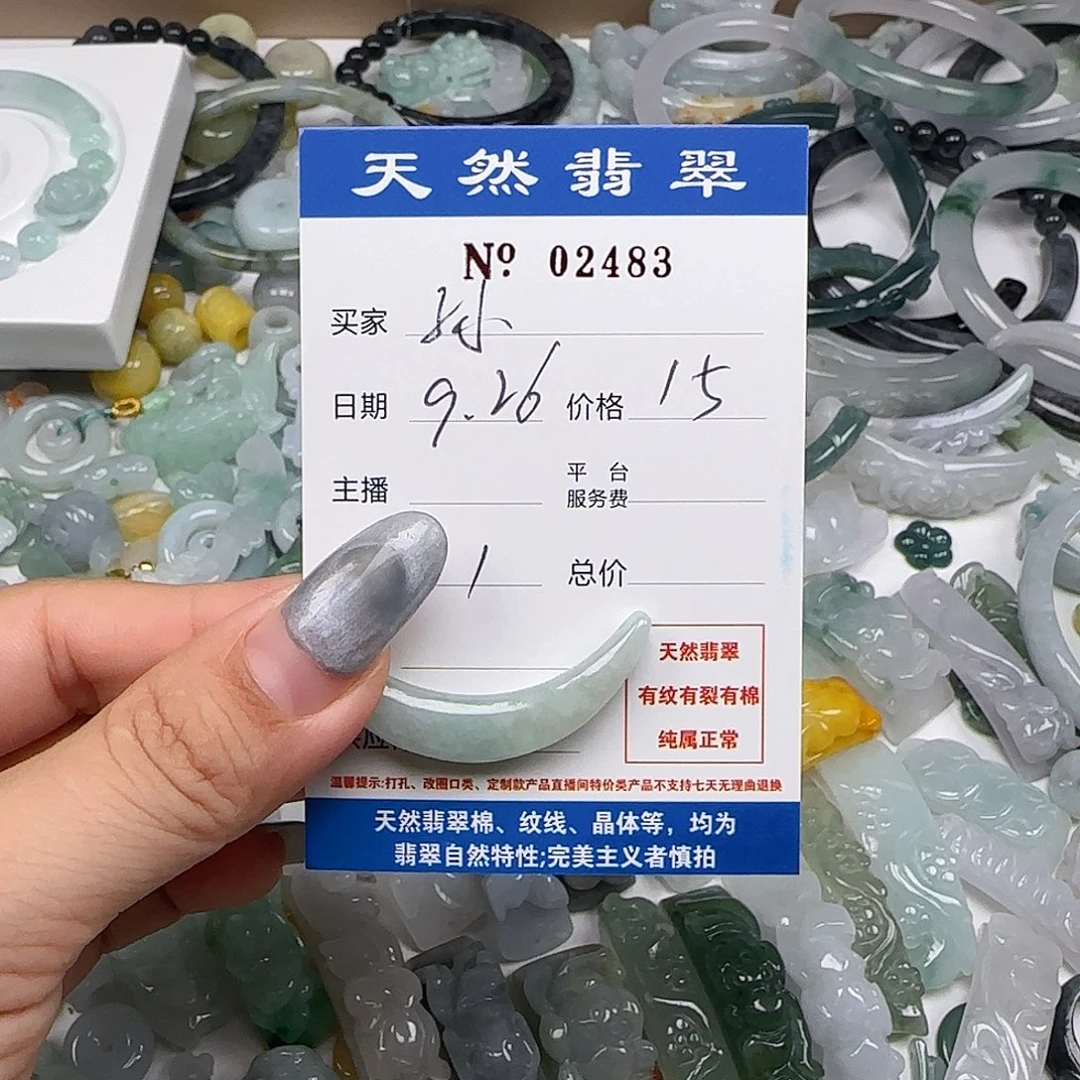 天然翡翠
Nº 02483
买家 孙
日期 9.26 价格 15
主播 平台
服务费
1 总价
天然翡翠
有纹有裂有棉
纯属正常
温馨提示:打孔、改圈口类、定制款产品直播间特价类产品不支持七天无理由退换
天然翡翠棉、纹线、晶体等，均为
翡翠自然特性;完美主义者慎拍